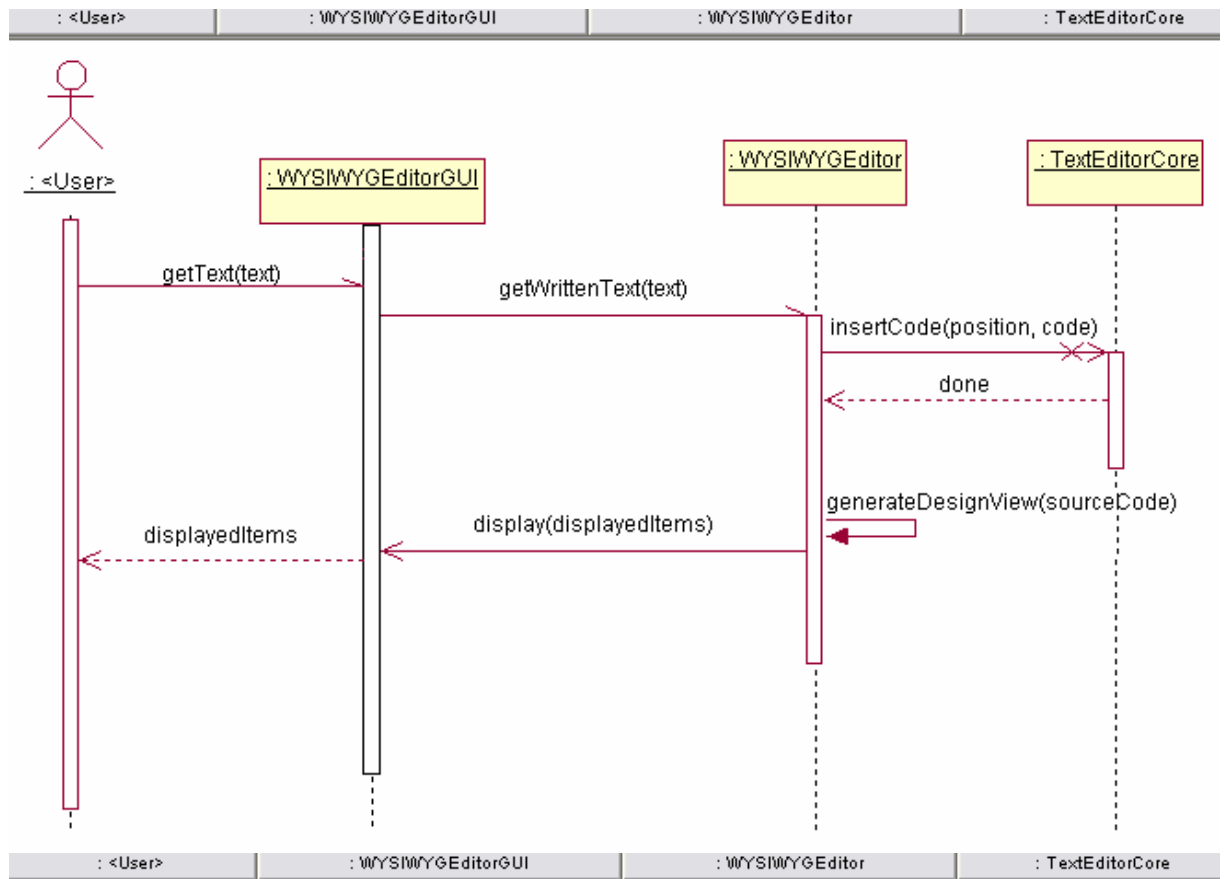 : <User>
: WYSIWYGEditorGUI
: WYSIWYGEditor
: TextEditorCore
: <User>
: WYSIWYGEditorGUI
: WYSIWYGEditor
: TextEditorCore
getText(text)
getWrittenText(text)
insertCode(position, code)
done
generateDesignView(sourceCode)
display(displayedItems)
displayedItems
: <User>
: WYSIWYGEditorGUI
: WYSIWYGEditor
: TextEditorCore